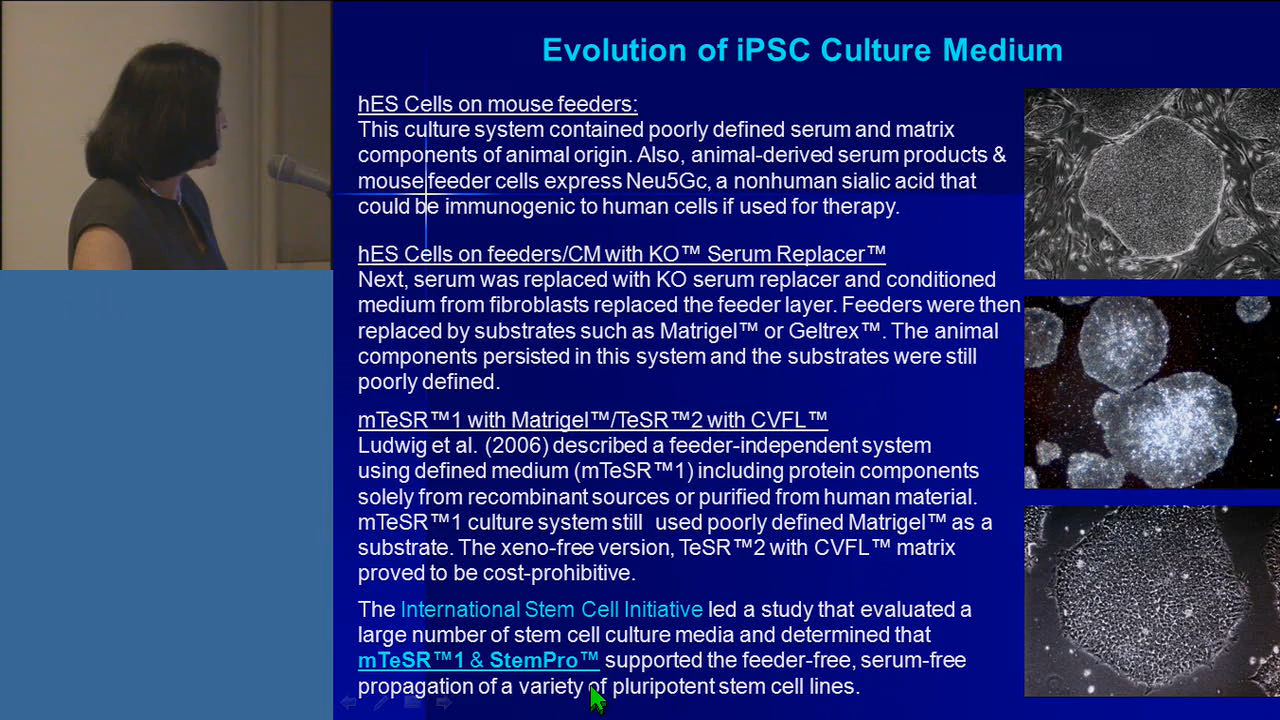 Evolution of iPSC Culture Medium
hES Cells on mouse feeders:
This culture system contained poorly defined serum and matrix
components of animal origin. Also, animal-derived serum products &
mouse feeder cells express Neu5Gc, a nonhuman sialic acid that
could be immunogenic to human cells if used for therapy.
hES Cells on feeders/CM with KO™ Serum Replacer™
Next, serum was replaced with KO serum replacer and conditioned
medium from fibroblasts replaced the feeder layer. Feeders were then
replaced by substrates such as Matrigel™ or Geltrex™. The animal
components persisted in this system and the substrates were still
poorly defined.
mTeSR™1 with Matrigel™/TeSR™2 with CVFL™
Ludwig et al. (2006) described a feeder-independent system
using defined medium (mTeSR™1) including protein components
solely from recombinant sources or purified from human material.
mTeSR™1 culture system still used poorly defined Matrigel™ as a
substrate. The xeno-free version, TeSR™2 with CVFL™ matrix
proved to be cost-prohibitive.
The International Stem Cell Initiative led a study that evaluated a
large number of stem cell culture media and determined that
mTeSR™1 & StemPro™ supported the feeder-free, serum-free
propagation of a variety of pluripotent stem cell lines.